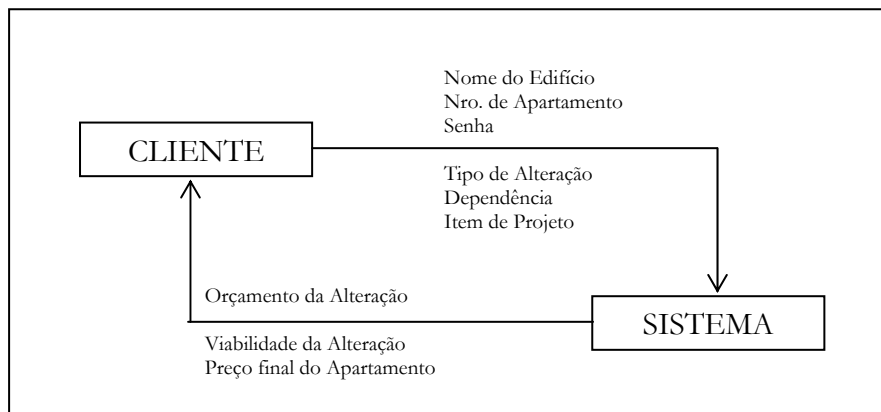 Nome do Edifício
Nro. de Apartamento
Senha
CLIENTE
Tipo de Alteração
Dependência
Item de Projeto
Orçamento da Alteração
SISTEMA
Viabilidade da Alteração
Preço final do Apartamento